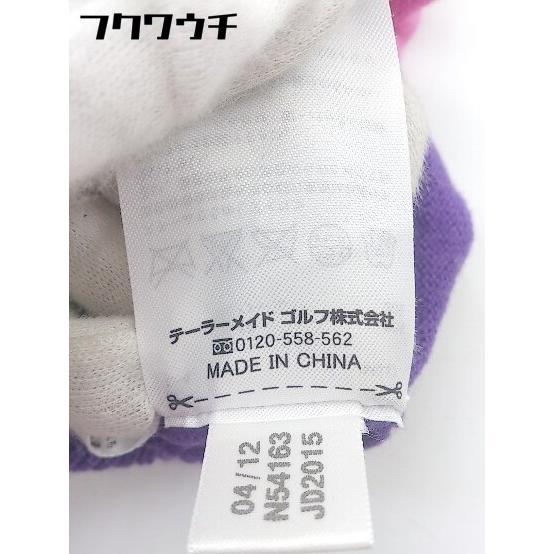 フクワウチ
テーラーメイド ゴルフ株式会社
0120-558-562
MADE IN CHINA
04/12
N54163
JD2015